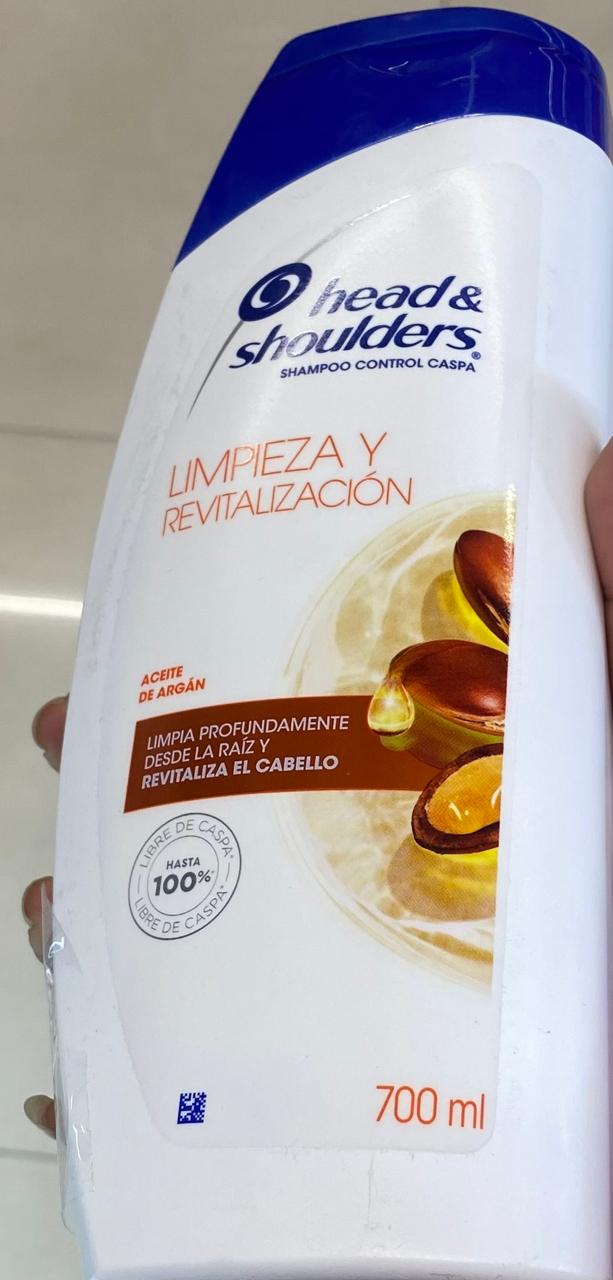 head &
shoulders®
SHAMPOO CONTROL CASPA
LIMPIEZA Y
REVITALIZACIÓN
ACEITE
DE ARGÁN
LIMPIA PROFUNDAMENTE
DESDE LA RAÍZ Y
REVITALIZA EL CABELLO
LIBRE DE CASPA*
HASTA
100%*
LIBRE DE CASPA*
700 ml